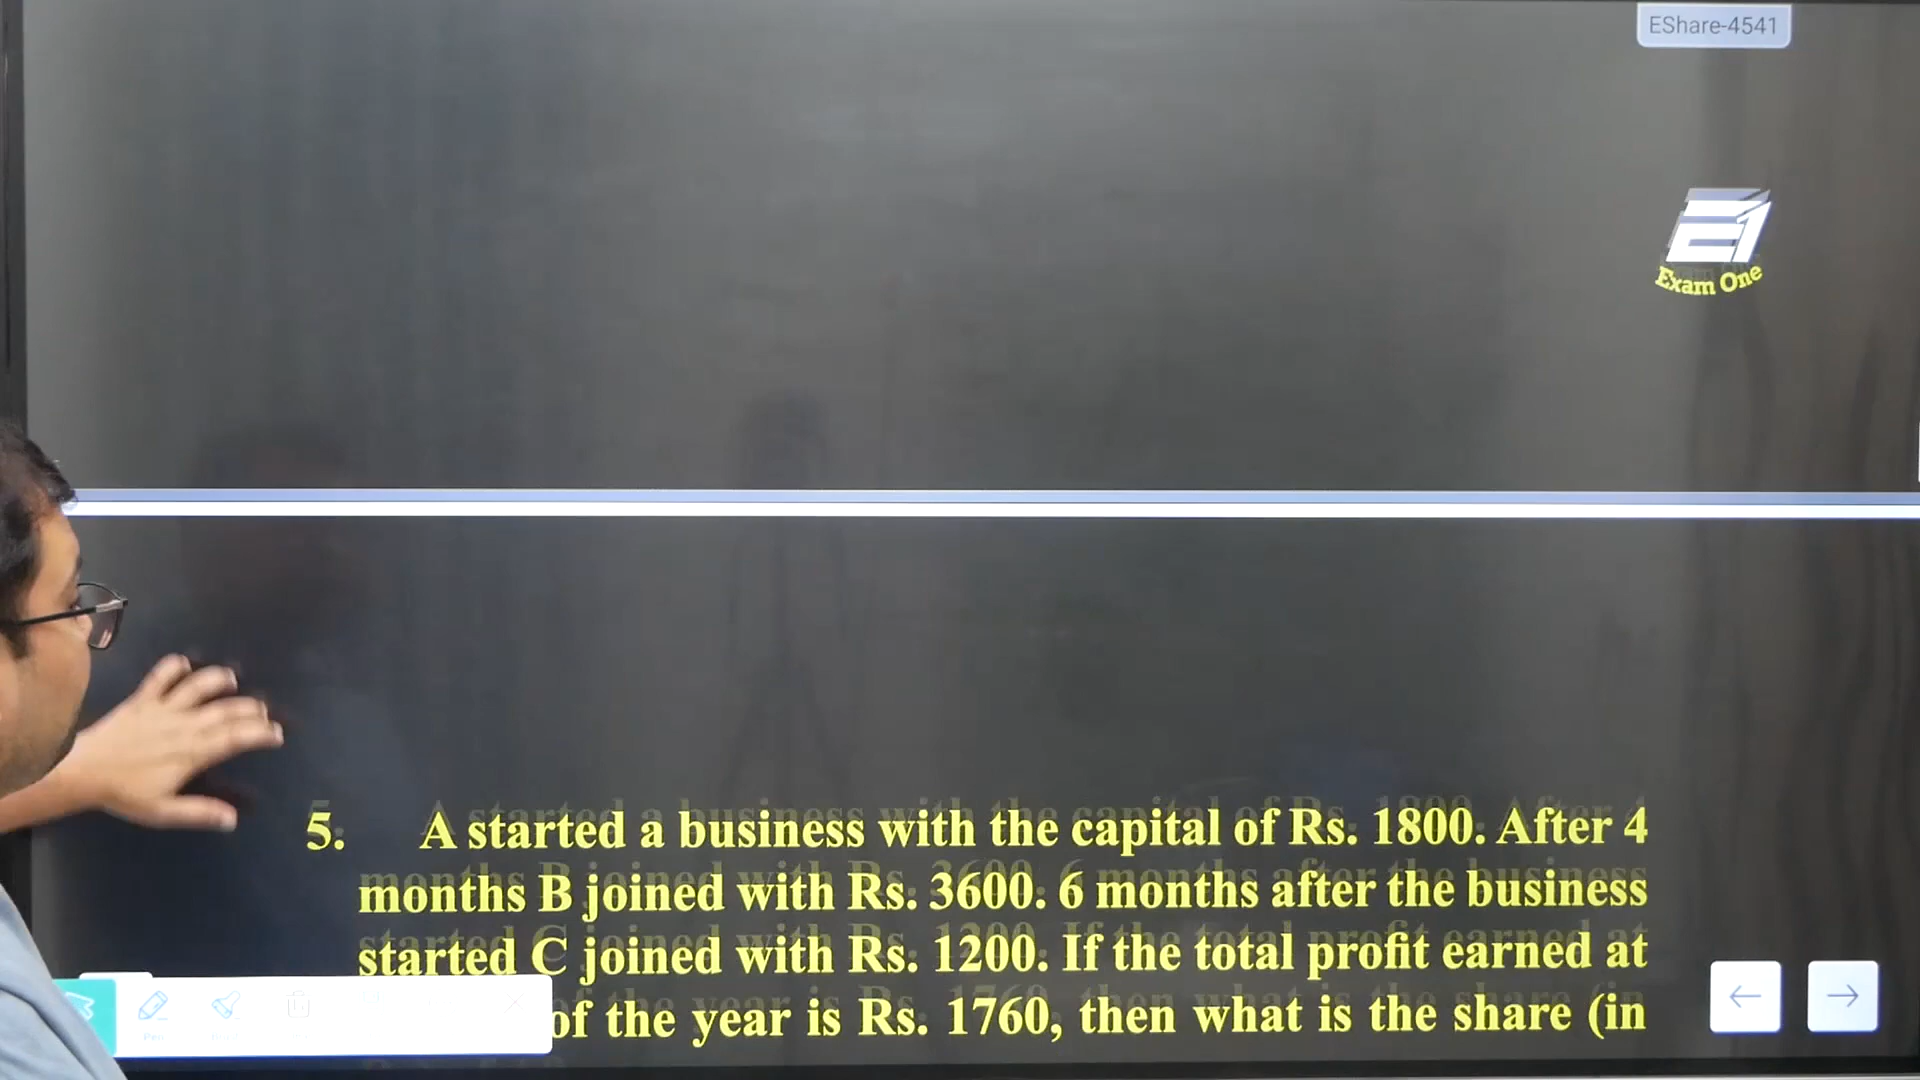 EShare-4541
E1
Exam One
5. A started a business with the capital of Rs. 1800. After 4
months B joined with Rs. 3600. 6 months after the business
started C joined with Rs. 1200. If the total profit earned at
of the year is Rs. 1760, then what is the share (in
Pen